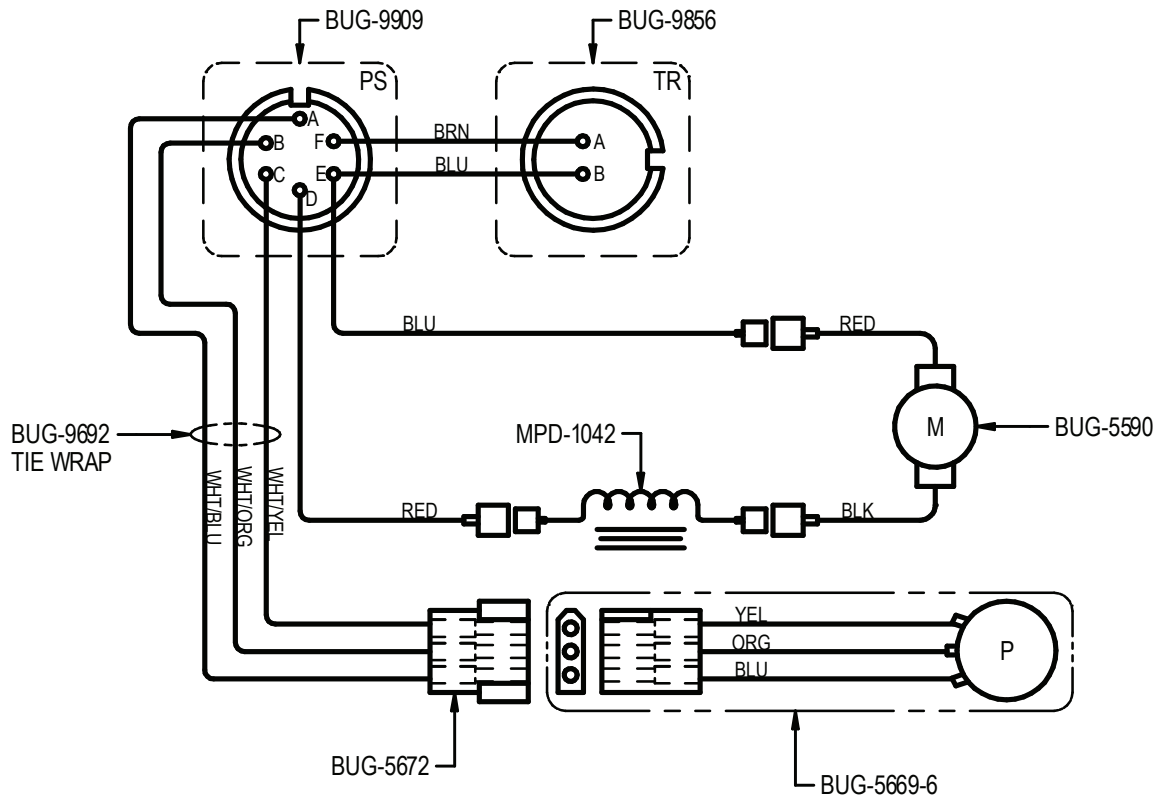 BUG-9909
BUG-9856
PS
TR
A
B
C
D
E
F
BRN
BLU
A
B
BLU
RED
M
BUG-5590
BUG-9692
TIE WRAP
MPD-1042
WHT/BLU
WHT/ORG
WHT/YEL
RED
BLK
YEL
ORG
BLU
P
BUG-5672
BUG-5669-6